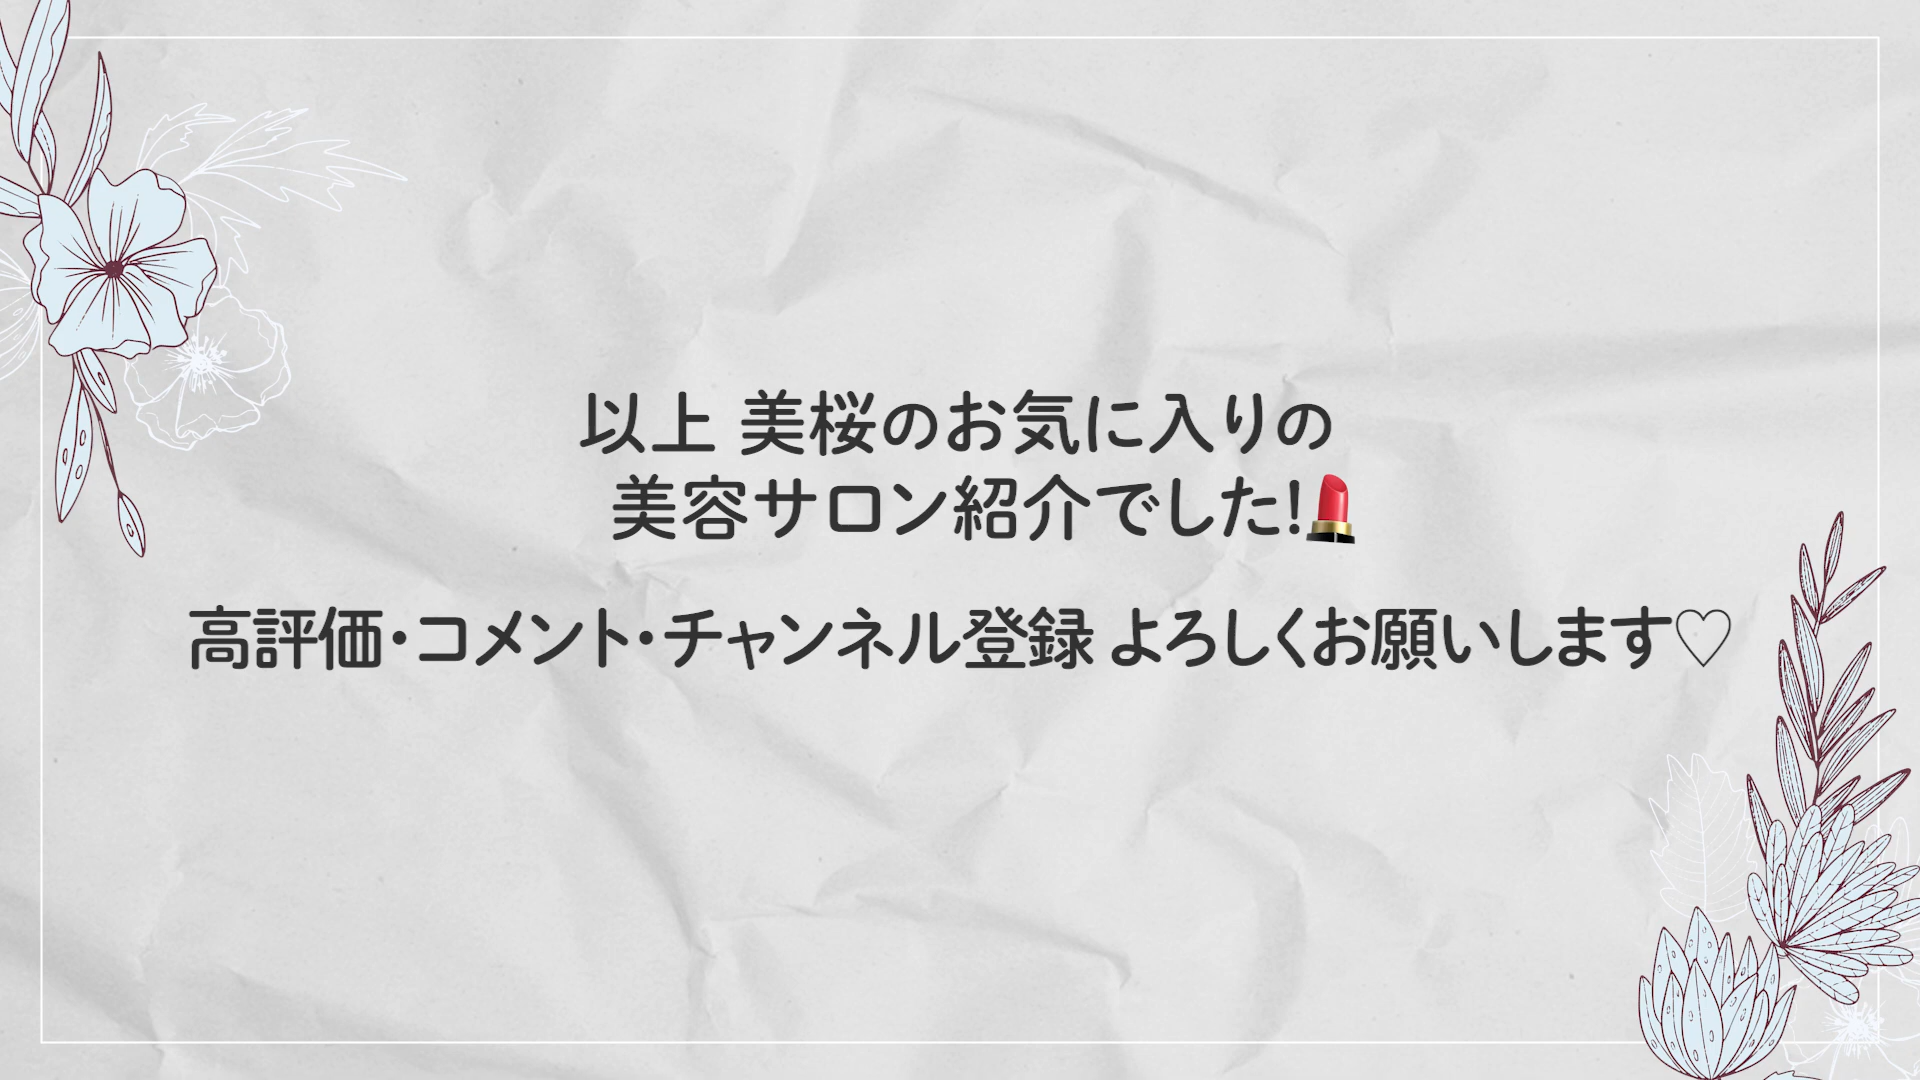 以上 美桜のお気に入りの
美容サロン紹介でした!💄
高評価・コメント・チャンネル登録 よろしくお願いします♡